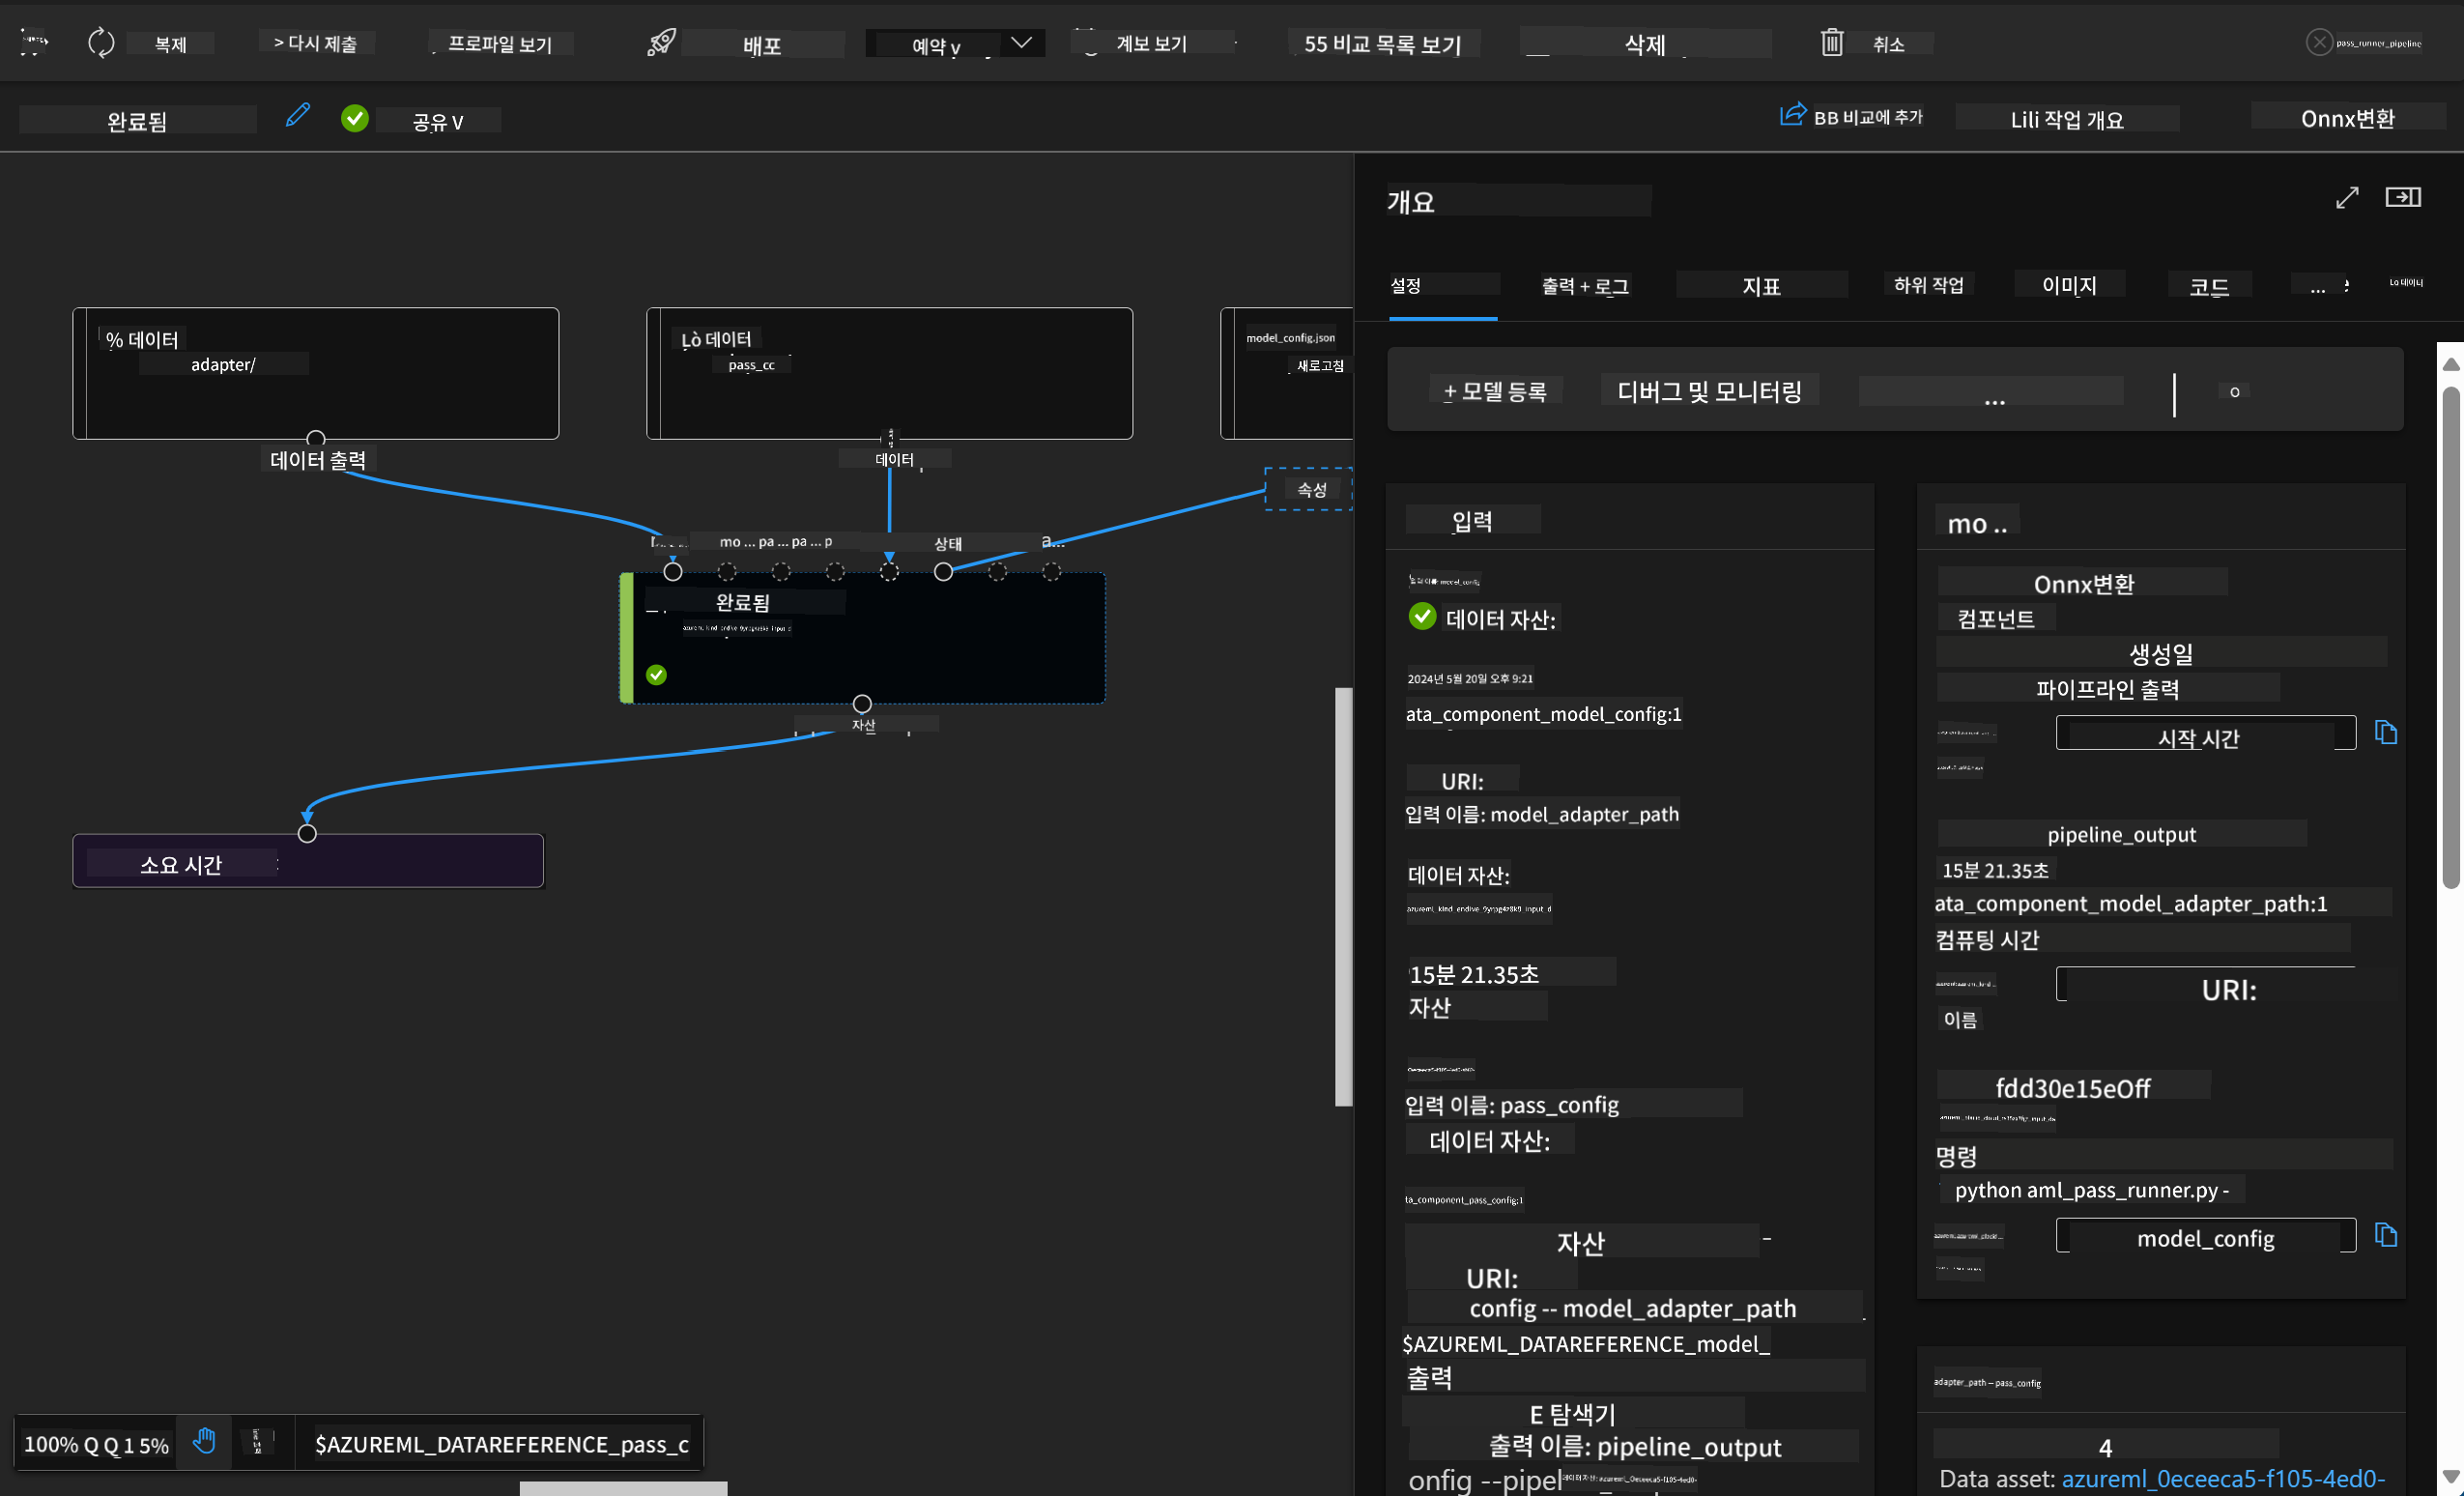 복제
> 다시 제출
프로파일 보기
배포
예약 v
계보 보기
55 비교 목록 보기
삭제
취소
pass_runner_pipeline
완료됨
공유 V
BB 비교에 추가
Lili 작업 개요
Onnx변환
개요
설정
출력 + 로그
지표
하위 작업
이미지
코드
...
Lo 데이터
% 데이터
adapter/
데이터 출력
Lò 데이터
pass_cc
데이터
model_config.json
새로고침
속성
mo ... pa ... pa ... p
상태
a...
완료됨
자산
소요 시간
+ 모델 등록
디버그 및 모니터링
...
o
입력
데이터 자산:
2024년 5월 20일 오후 9:21
ata_component_model_config:1
URI:
입력 이름: model_adapter_path
데이터 자산:
15분 21.35초
자산
입력 이름: pass_config
데이터 자산:
ta_component_pass_config:1
자산
URI:
config -- model_adapter_path
$AZUREML_DATAREFERENCE_model_
출력
E 탐색기
출력 이름: pipeline_output
onfig --pipel
mo ..
Onnx변환
컴포넌트
생성일
파이프라인 출력
시작 시간
pipeline_output
15분 21.35초
ata_component_model_adapter_path:1
컴퓨팅 시간
URI:
이름
fdd30e15eOff
명령
python aml_pass_runner.py -
model_config
adapter_path -- pass_config
4
Data asset: azureml_0eceeca5-f105-4ed0-
100% Q Q 1 5%
$AZUREML_DATAREFERENCE_pass_c